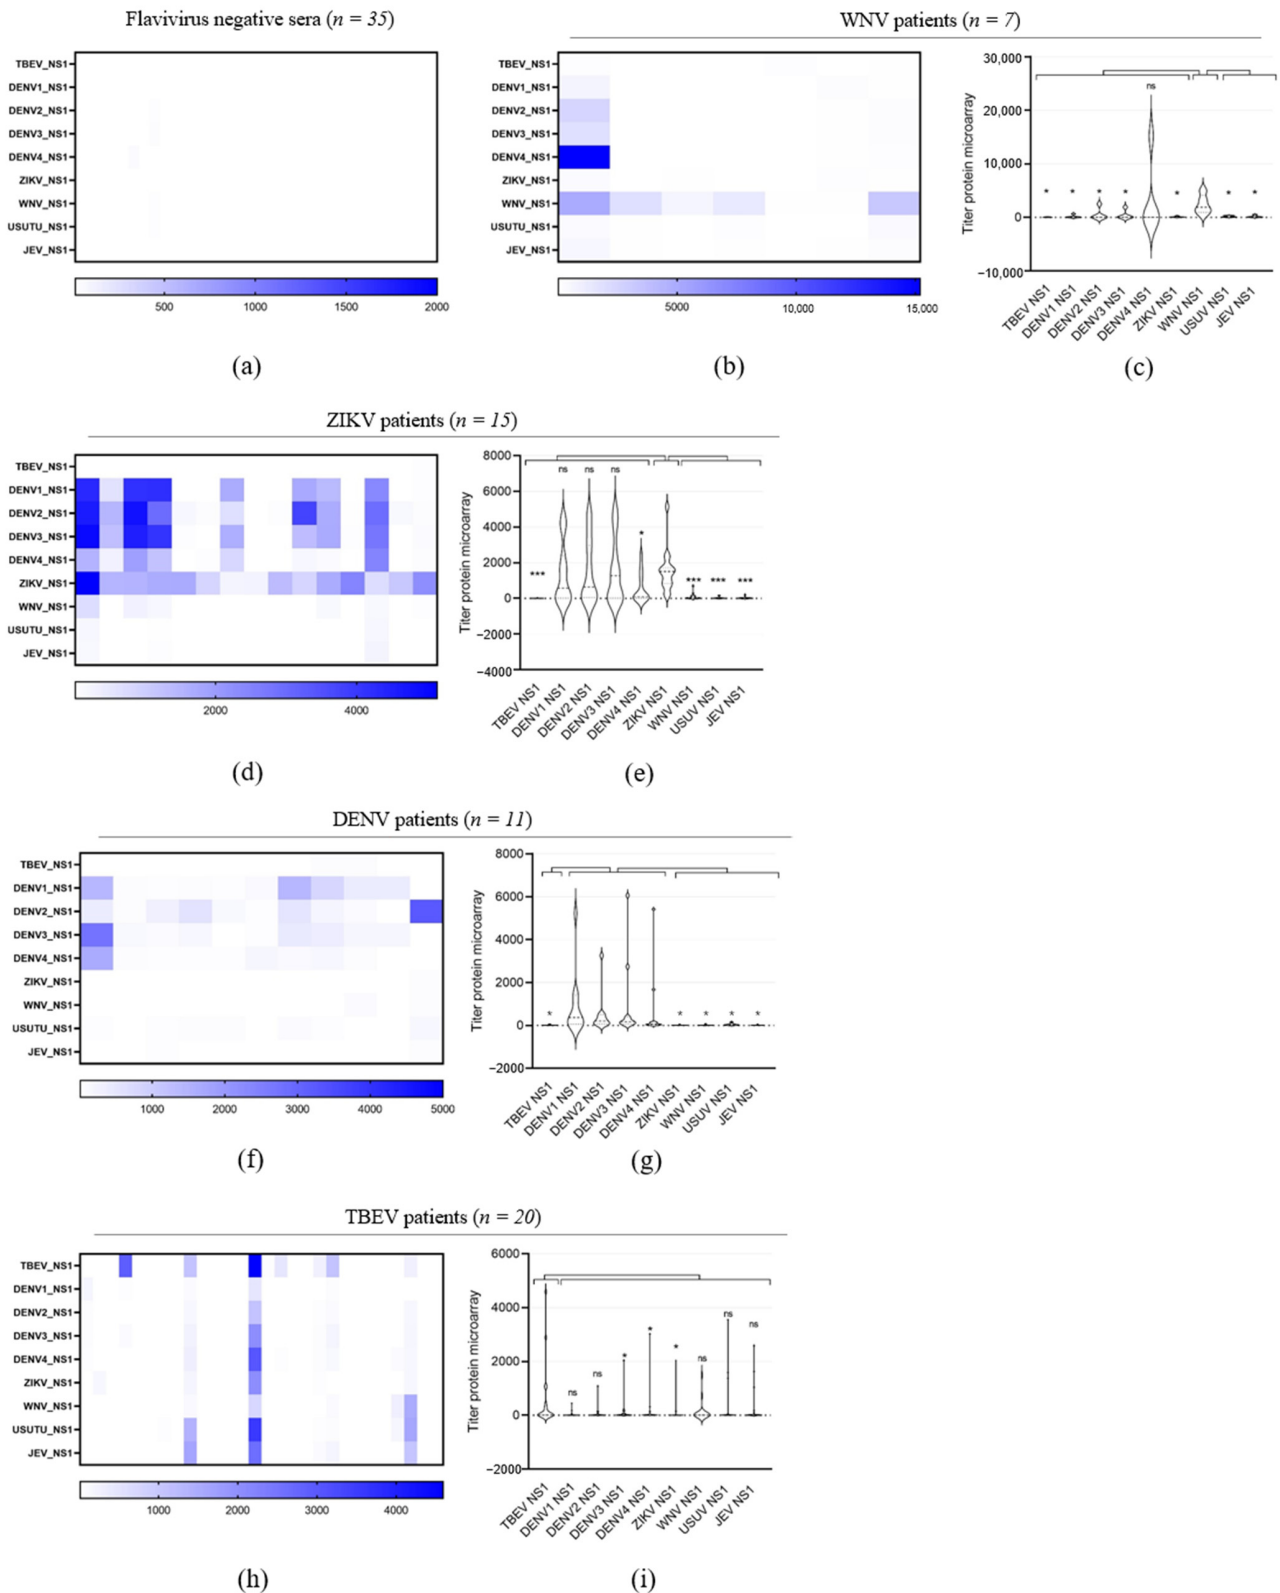 Flavivirus negative sera (n = 35)
TBEV_NS1
DENV1_NS1
DENV2_NS1
DENV3_NS1
DENV4_NS1
ZIKV_NS1
WNV_NS1
USUTU_NS1
JEV_NS1
500 1000 1500 2000
(a)
WNV patients (n = 7)
TBEV_NS1
DENV1_NS1
DENV2_NS1
DENV3_NS1
DENV4_NS1
ZIKV_NS1
WNV_NS1
USUTU_NS1
JEV_NS1
5000 10,000 15,000
(b)
Titer protein microarray
30,000
20,000
10,000
0
−10,000
* * * * ns * * *
TBEV NS1 DENV1 NS1 DENV2 NS1 DENV3 NS1 DENV4 NS1 ZIKV NS1 WNV NS1 USUV NS1 JEV NS1
(c)
ZIKV patients (n = 15)
TBEV_NS1
DENV1_NS1
DENV2_NS1
DENV3_NS1
DENV4_NS1
ZIKV_NS1
WNV_NS1
USUTU_NS1
JEV_NS1
2000 4000
(d)
Titer protein microarray
8000
6000
4000
2000
0
−2000
−4000
*** ns ns ns * *** *** ***
TBEV NS1 DENV1 NS1 DENV2 NS1 DENV3 NS1 DENV4 NS1 ZIKV NS1 WNV NS1 USUV NS1 JEV NS1
(e)
DENV patients (n = 11)
TBEV_NS1
DENV1_NS1
DENV2_NS1
DENV3_NS1
DENV4_NS1
ZIKV_NS1
WNV_NS1
USUTU_NS1
JEV_NS1
1000 2000 3000 4000 5000
(f)
Titer protein microarray
8000
6000
4000
2000
0
−2000
* * * * *
TBEV NS1 DENV1 NS1 DENV2 NS1 DENV3 NS1 DENV4 NS1 ZIKV NS1 WNV NS1 USUV NS1 JEV NS1
(g)
TBEV patients (n = 20)
TBEV_NS1
DENV1_NS1
DENV2_NS1
DENV3_NS1
DENV4_NS1
ZIKV_NS1
WNV_NS1
USUTU_NS1
JEV_NS1
1000 2000 3000 4000
(h)
Titer protein microarray
6000
4000
2000
0
−2000
ns ns * * * ns ns ns
TBEV NS1 DENV1 NS1 DENV2 NS1 DENV3 NS1 DENV4 NS1 ZIKV NS1 WNV NS1 USUV NS1 JEV NS1
(i)